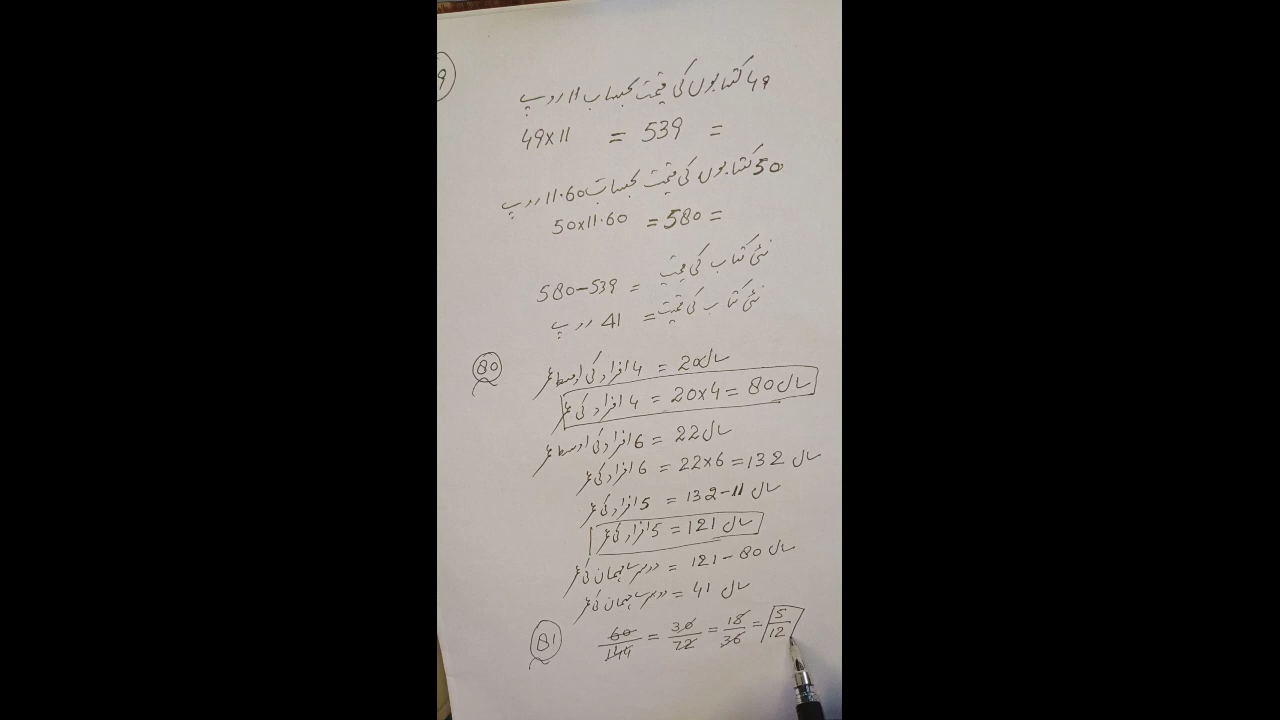 9
49 کتابوں کی قیمت بحساب 11 روپے
49x11 = 539 =
50 کتابوں کی قیمت بحساب 11.60 روپے
50x11.60 = 580 =
نئی کتاب کی قیمت
580-539 =
نئی کتاب کی قیمت = 41 روپے
80
4 افراد کی اوسط عمر = 20 سال
4 افراد کی عمر = 20x4 = 80 سال
6 افراد کی اوسط عمر = 22 سال
6 افراد کی عمر = 22x6 = 132 سال
5 افراد کی عمر = 132-11 سال
5 افراد کی عمر = 121 سال
دوسرے مہمان کی عمر = 121-80 سال
دوسرے مہمان کی عمر = 41 سال
81 60/144 = 30/72 = 18/36 = 5/12